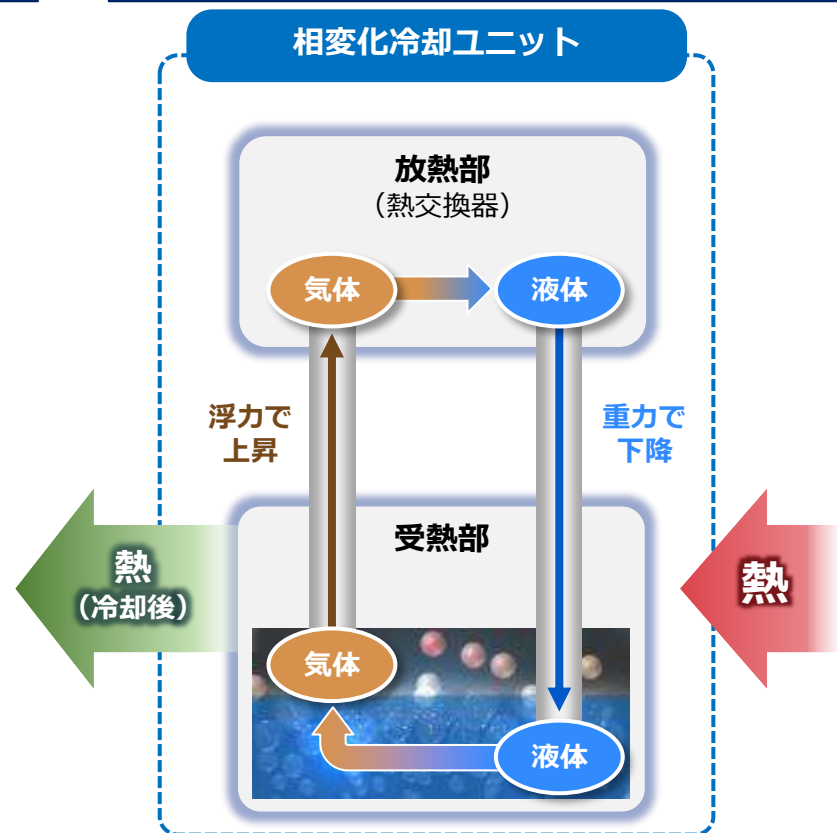 相変化冷却ユニット
放熱部
（熱交換器）
気体
液体
浮力で
上昇
重力で
下降
受熱部
熱
（冷却後）
熱
気体
液体